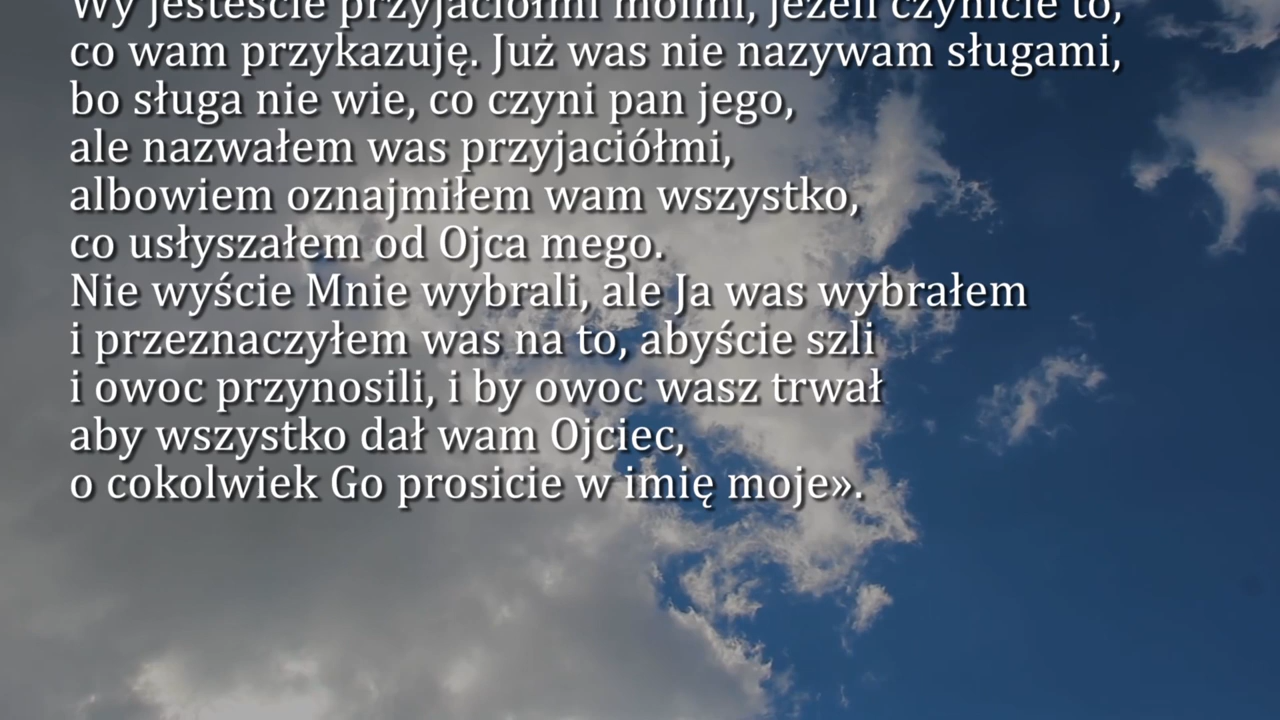 Wy jesteście przyjaciółmi moimi, jeżeli czynicie to,
co wam przykazuję. Już was nie nazywam sługami,
bo sługa nie wie, co czyni pan jego,
ale nazwałem was przyjaciółmi,
albowiem oznajmiłem wam wszystko,
co usłyszałem od Ojca mego.
Nie wyście Mnie wybrali, ale Ja was wybrałem
i przeznaczyłem was na to, abyście szli
i owoc przynosili, i by owoc wasz trwał
aby wszystko dał wam Ojciec,
o cokolwiek Go prosicie w imię moje».